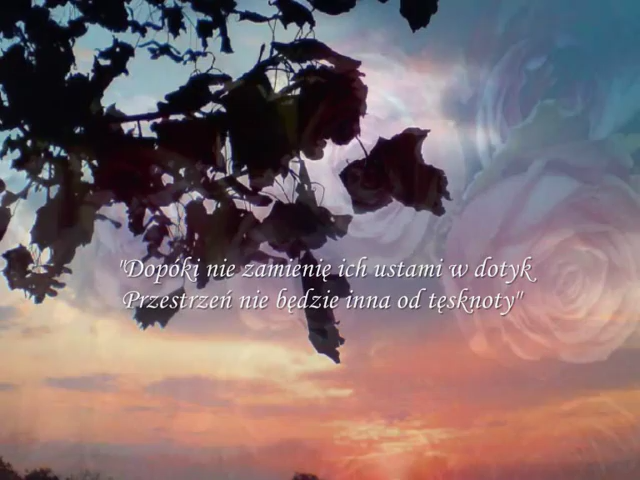 "Dopóki nie zamienię ich ustami w dotyk
Przestrzeń nie będzie inna od tęsknoty"